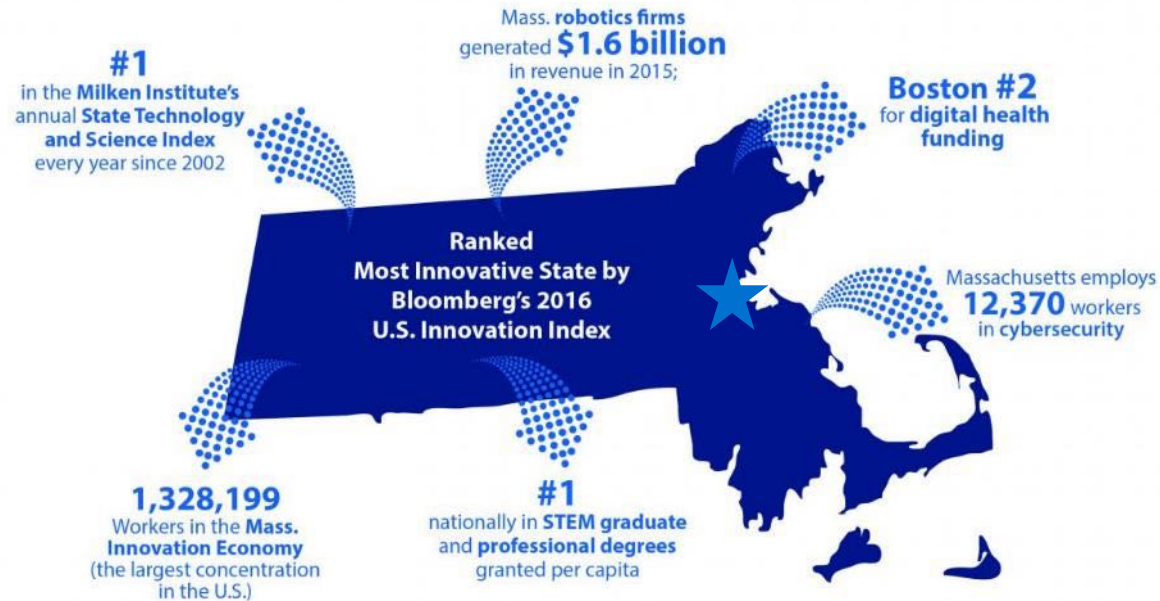 Mass. robotics firms
generated $1.6 billion
in revenue in 2015;
#1
in the Milken Institute's
annual State Technology
and Science Index
every year since 2002
Boston #2
for digital health
funding
Ranked
Most Innovative State by
Bloomberg's 2016
U.S. Innovation Index
Massachusetts employs
12,370 workers
in cybersecurity
1,328,199
Workers in the Mass.
Innovation Economy
(the largest concentration
in the U.S.)
#1
nationally in STEM graduate
and professional degrees
granted per capita